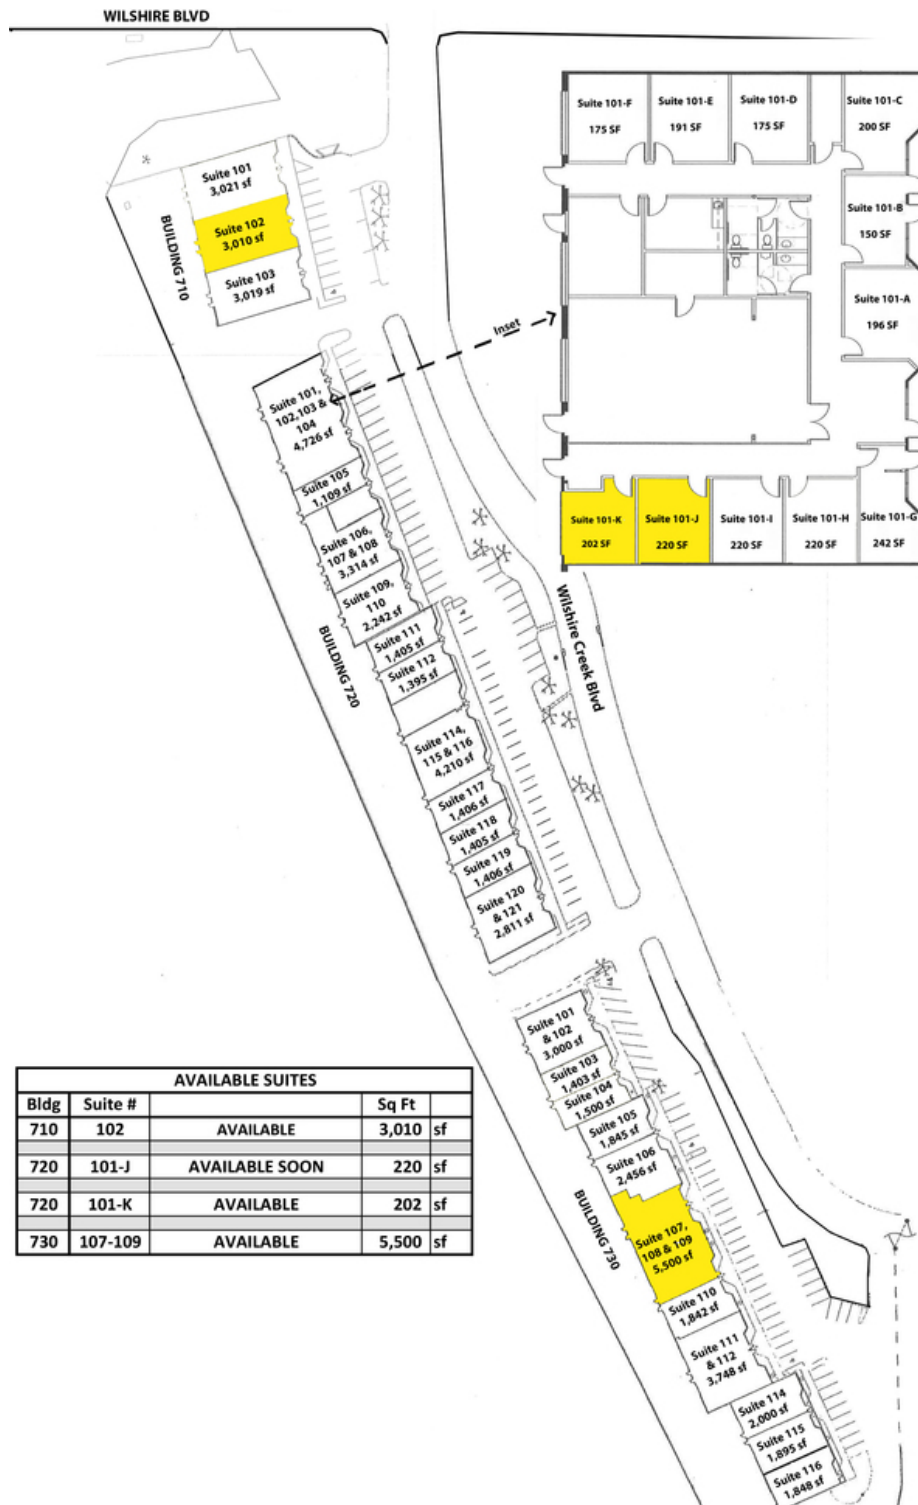 WILSHIRE BLVD
Suite 101
3,021 sf
Suite 102
3,010 sf
Suite 103
3,019 sf
BUILDING 710
Suite 101-F
175 SF
Suite 101-E
191 SF
Suite 101-D
175 SF
Suite 101-C
200 SF
Suite 101-B
150 SF
Suite 101-A
196 SF
Suite 101-K
202 SF
Suite 101-J
220 SF
Suite 101-I
220 SF
Suite 101-H
220 SF
Suite 101-G
242 SF
Inset
Suite 101,
102,103 &
104
4,726 sf
Suite 105
1,109 sf
Suite 106,
107 & 108
3,314 sf
Suite 109,
110
2,242 sf
Suite 111
1,405 sf
Suite 112
1,395 sf
BUILDING 720
Wilshire Creek Blvd
Suite 114,
115 & 116
4,210 sf
Suite 117
1,406 sf
Suite 118
1,405 sf
Suite 119
1,406 sf
Suite 120
& 121
2,811 sf
Suite 101
& 102
3,000 sf
Suite 103
1,403 sf
Suite 104
1,500 sf
Suite 105
1,845 sf
Suite 106
2,456 sf
BUILDING 730
Suite 107,
108 & 109
5,500 sf
Suite 110
1,842 sf
Suite 111
& 112
3,748 sf
Suite 114
2,000 sf
Suite 115
1,895 sf
Suite 116
1,848 sf
AVAILABLE SUITES
Bldg Suite # Sq Ft
710 102 AVAILABLE 3,010 sf
720 101-J AVAILABLE SOON 220 sf
720 101-K AVAILABLE 202 sf
730 107-109 AVAILABLE 5,500 sf